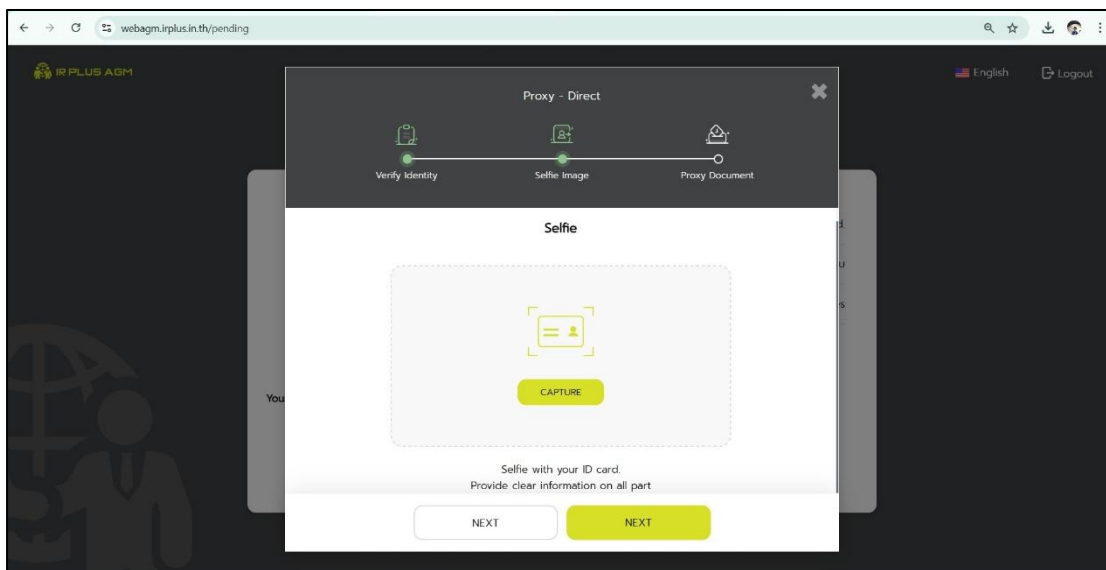 webagm.irplus.in.th/pending
IR PLUS AGM
English
Logout
Proxy - Direct
Verify Identity
Selfie Image
Proxy Document
Selfie
CAPTURE
You
Selfie with your ID card.
Provide clear information on all part
NEXT
NEXT